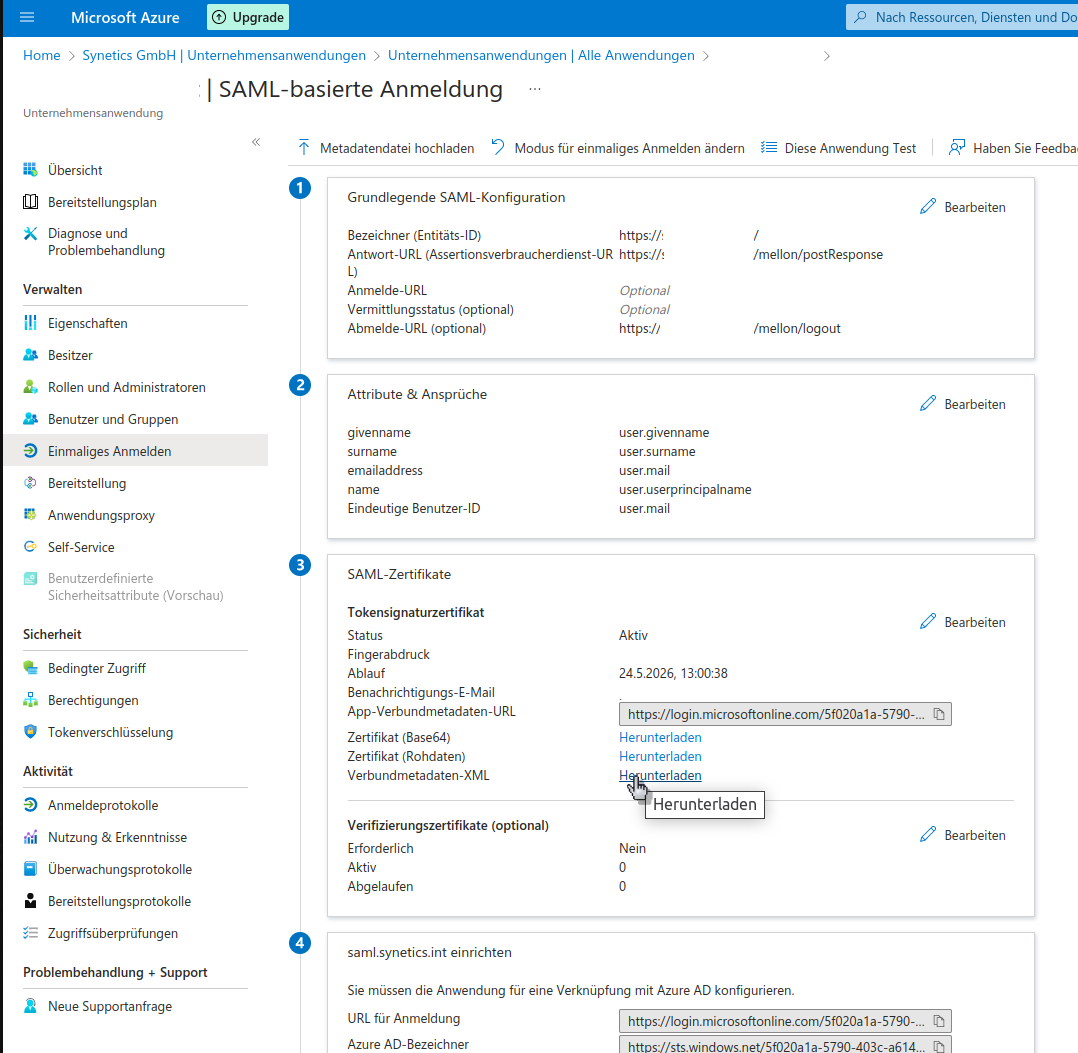 Microsoft Azure
Upgrade
Nach Ressourcen, Diensten und Do
Home > Synetics GmbH | Unternehmensanwendungen > Unternehmensanwendungen | Alle Anwendungen > >
| SAML-basierte Anmeldung ...
Unternehmensanwendung
«
Metadatendatei hochladen
Modus für einmaliges Anmelden ändern
Diese Anwendung Test
Haben Sie Feedba
Übersicht
Bereitstellungsplan
Diagnose und
Problembehandlung
Verwalten
Eigenschaften
Besitzer
Rollen und Administratoren
Benutzer und Gruppen
Einmaliges Anmelden
Bereitstellung
Anwendungsproxy
Self-Service
Benutzerdefinierte
Sicherheitsattribute (Vorschau)
Sicherheit
Bedingter Zugriff
Berechtigungen
Tokenverschlüsselung
Aktivität
Anmeldeprotokolle
Nutzung & Erkenntnisse
Überwachungsprotokolle
Bereitstellungsprotokolle
Zugriffsüberprüfungen
Problembehandlung + Support
Neue Supportanfrage
1
Grundlegende SAML-Konfiguration
Bearbeiten
Bezeichner (Entitäts-ID) https:// /
Antwort-URL (Assertionsverbraucherdienst-UR https:// /mellon/postResponse
L)
Anmelde-URL Optional
Vermittlungsstatus (optional) Optional
Abmelde-URL (optional) https:/ /mellon/logout
2
Attribute & Ansprüche
Bearbeiten
givenname user.givenname
surname user.surname
emailaddress user.mail
name user.userprincipalname
Eindeutige Benutzer-ID user.mail
3
SAML-Zertifikate
Tokensignaturzertifikat
Bearbeiten
Status Aktiv
Fingerabdruck
Ablauf 24.5.2026, 13:00:38
Benachrichtigungs-E-Mail
App-Verbundmetadaten-URL https://login.microsoftonline.com/5f020a1a-5790-...
Zertifikat (Base64) Herunterladen
Zertifikat (Rohdaten) Herunterladen
Verbundmetadaten-XML Herunterladen
Herunterladen
Verifizierungszertifikate (optional)
Bearbeiten
Erforderlich Nein
Aktiv 0
Abgelaufen 0
4
saml.synetics.int einrichten
Sie müssen die Anwendung für eine Verknüpfung mit Azure AD konfigurieren.
URL für Anmeldung https://login.microsoftonline.com/5f020a1a-5790-...
Azure AD-Bezeichner https://sts.windows.net/5f020a1a-5790-403c-a614...